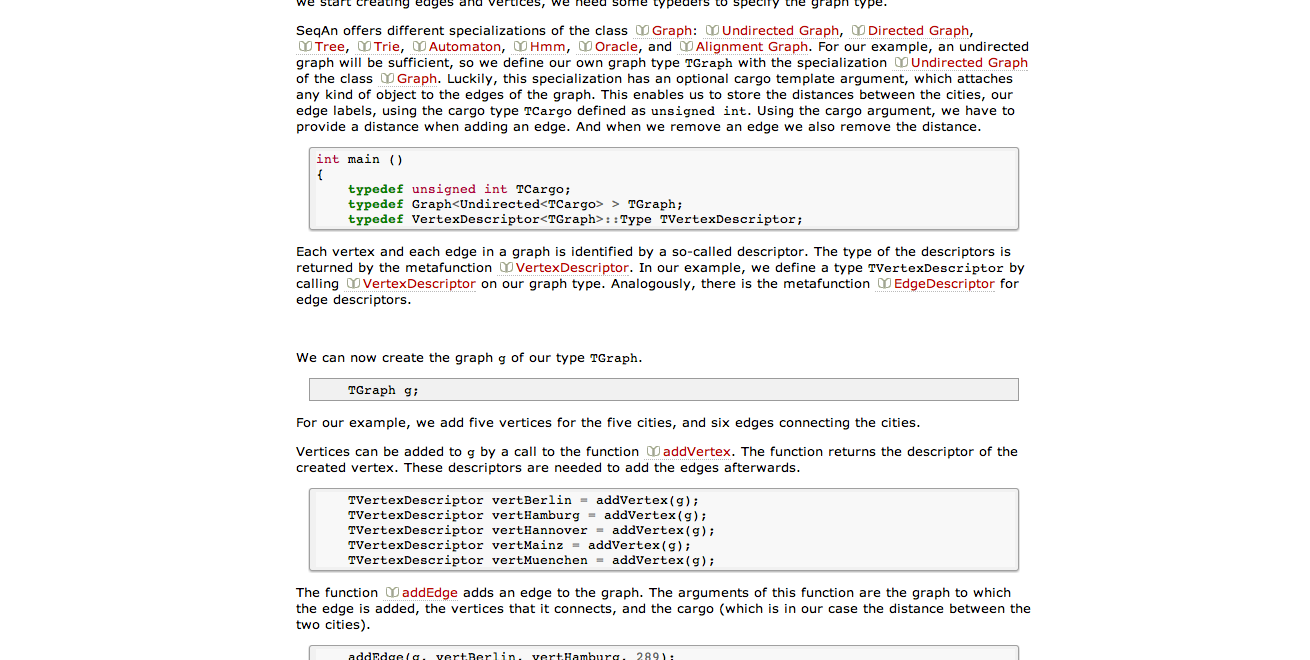 we start creating edges and vertices, we need some typedefs to specify the graph type.
SeqAn offers different specializations of the class Graph: Undirected Graph, Directed Graph,
Tree, Trie, Automaton, Hmm, Oracle, and Alignment Graph. For our example, an undirected
graph will be sufficient, so we define our own graph type TGraph with the specialization Undirected Graph
of the class Graph. Luckily, this specialization has an optional cargo template argument, which attaches
any kind of object to the edges of the graph. This enables us to store the distances between the cities, our
edge labels, using the cargo type TCargo defined as unsigned int. Using the cargo argument, we have to
provide a distance when adding an edge. And when we remove an edge we also remove the distance.
int main ()
{
typedef unsigned int TCargo;
typedef Graph<Undirected<TCargo> > TGraph;
typedef VertexDescriptor<TGraph>::Type TVertexDescriptor;
Each vertex and each edge in a graph is identified by a so-called descriptor. The type of the descriptors is
returned by the metafunction VertexDescriptor. In our example, we define a type TVertexDescriptor by
calling VertexDescriptor on our graph type. Analogously, there is the metafunction EdgeDescriptor for
edge descriptors.
We can now create the graph g of our type TGraph.
TGraph g;
For our example, we add five vertices for the five cities, and six edges connecting the cities.
Vertices can be added to g by a call to the function addVertex. The function returns the descriptor of the
created vertex. These descriptors are needed to add the edges afterwards.
TVertexDescriptor vertBerlin = addVertex(g);
TVertexDescriptor vertHamburg = addVertex(g);
TVertexDescriptor vertHannover = addVertex(g);
TVertexDescriptor vertMainz = addVertex(g);
TVertexDescriptor vertMuenchen = addVertex(g);
The function addEdge adds an edge to the graph. The arguments of this function are the graph to which
the edge is added, the vertices that it connects, and the cargo (which is in our case the distance between the
two cities).
addEdge(g, vertBerlin, vertHamburg, 289);